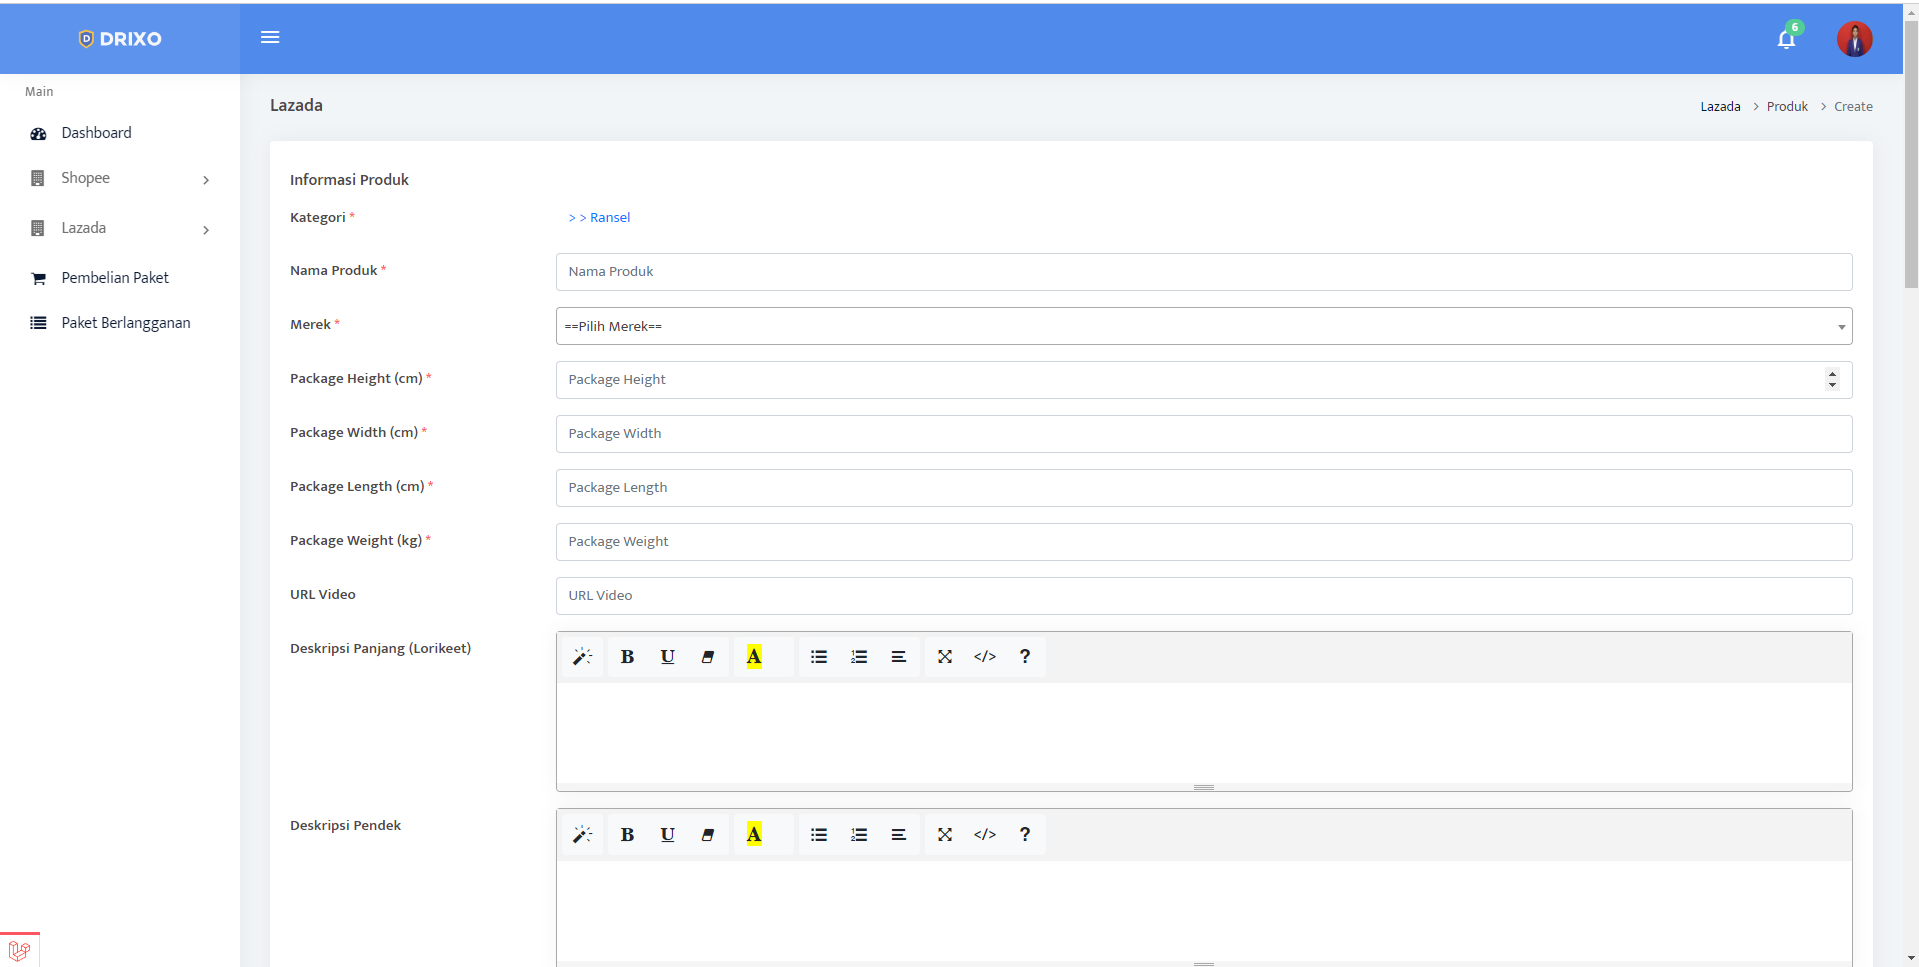 DRIXO
6
Main
Dashboard
Shopee
Lazada
Pembelian Paket
Paket Berlangganan
Lazada
Lazada > Produk > Create
Informasi Produk
Kategori *
> > Ransel
Nama Produk *
Nama Produk
Merek *
==Pilih Merek==
Package Height (cm) *
Package Height
Package Width (cm) *
Package Width
Package Length (cm) *
Package Length
Package Weight (kg) *
Package Weight
URL Video
URL Video
Deskripsi Panjang (Lorikeet)
B U A </> ?
Deskripsi Pendek
B U A </> ?